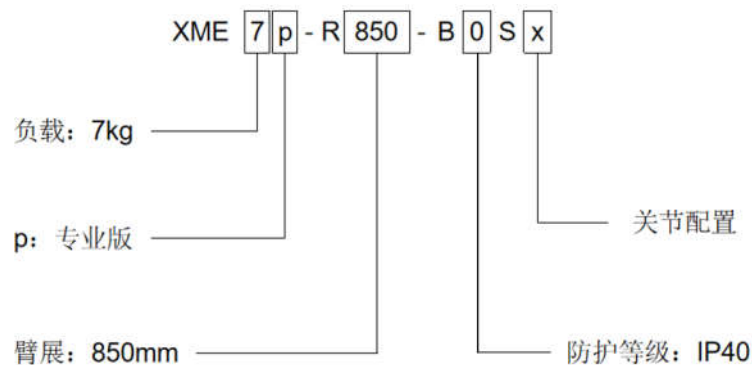 XME 7 p - R 850 - B 0 S x
负载：7kg
关节配置
p：专业版
臂展：850mm
防护等级：IP40